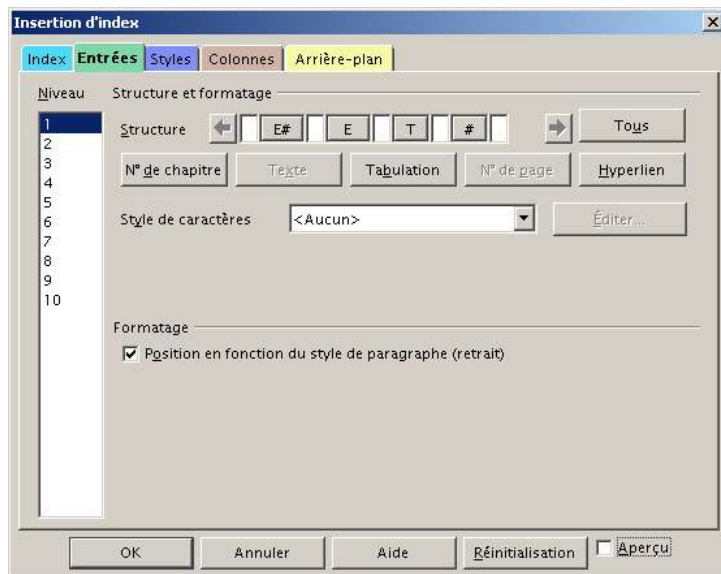 Insertion d'index
Index Entrées Styles Colonnes Arrière-plan
Niveau Structure et formatage
1
2
3
4
5
6
7
8
9
10
Structure E# E T # Tous
N° de chapitre Texte Tabulation N° de page Hyperlien
Style de caractères <Aucun> Éditer...
Formatage
Position en fonction du style de paragraphe (retrait)
OK Annuler Aide Réinitialisation Aperçu